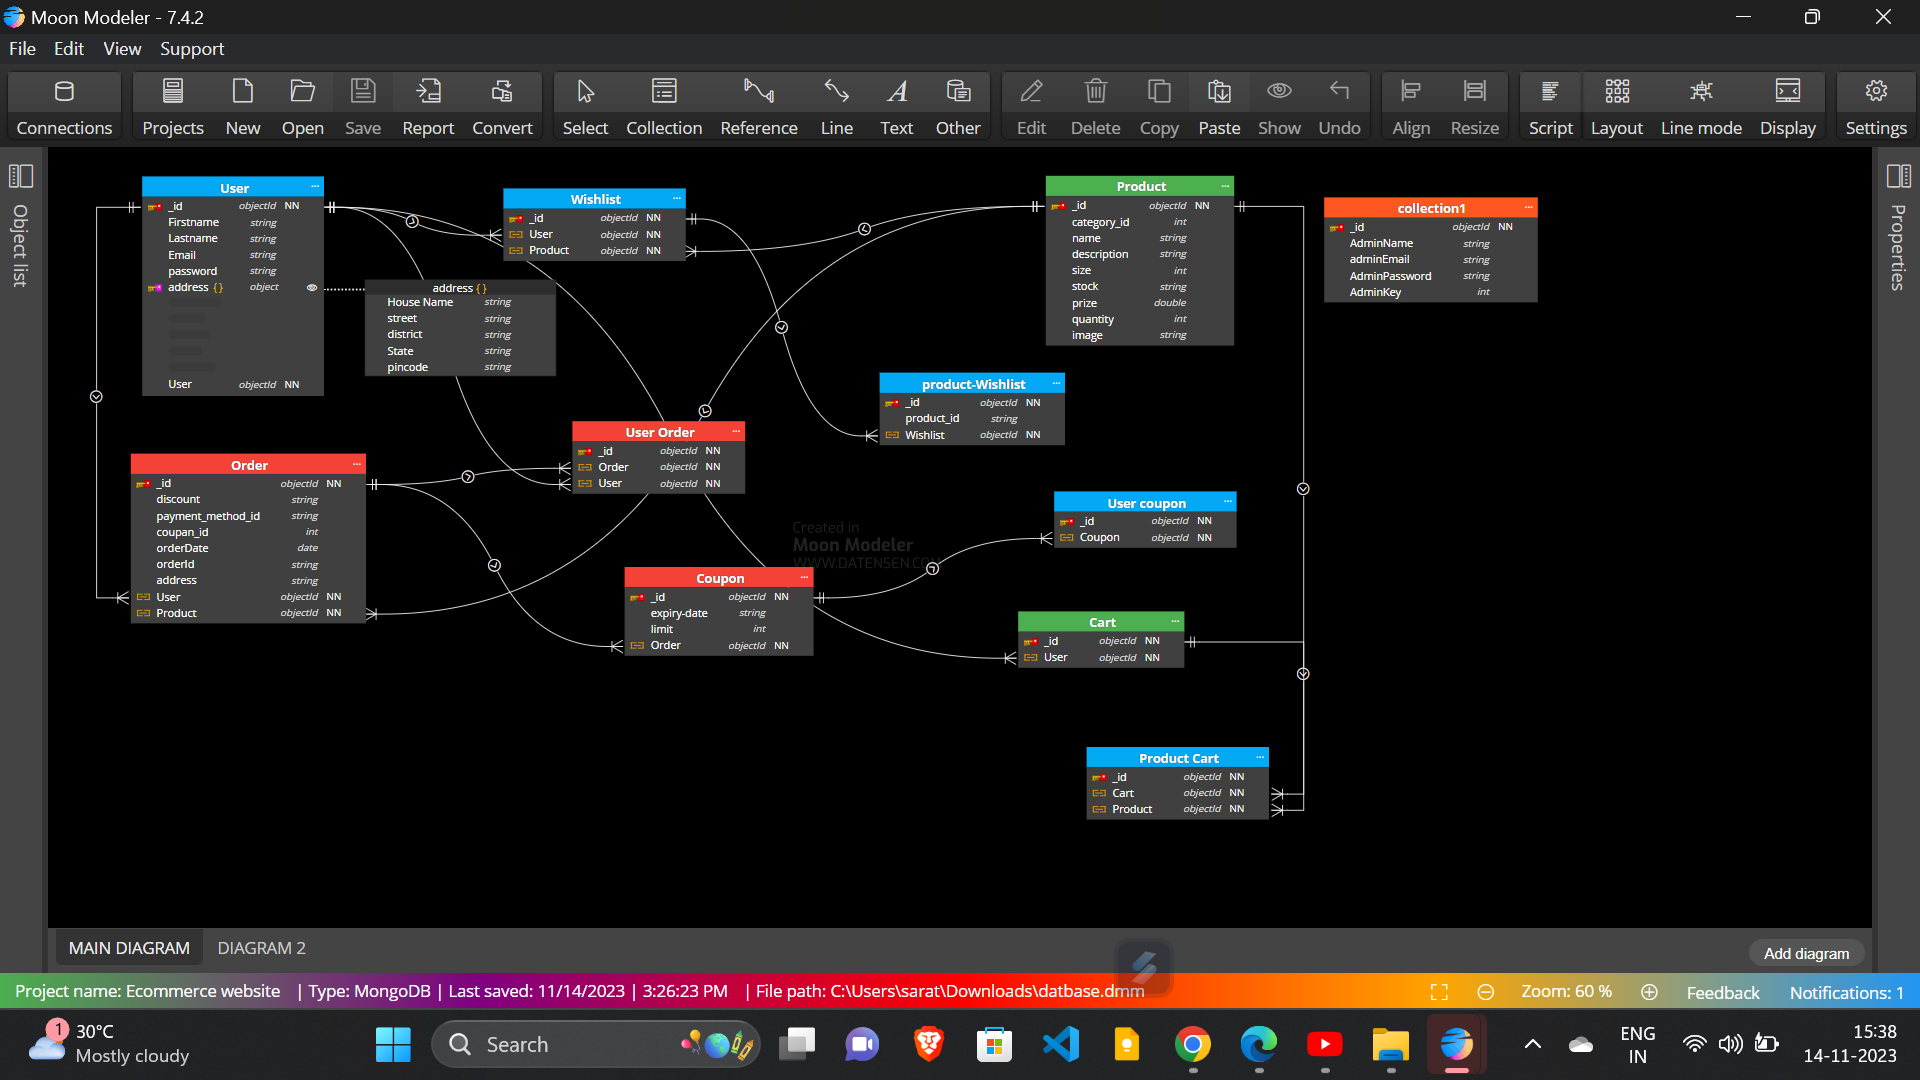 Moon Modeler - 7.4.2
File Edit View Support
Connections Projects New Open Save Report Convert Select Collection Reference Line Text Other Edit Delete Copy Paste Show Undo Align Resize Script Layout Line mode Display Settings
Object list
Properties
User
_id objectId NN
Firstname string
Lastname string
Email string
password string
address { } object
User objectId NN
address { }
House Name string
street string
district string
State string
pincode string
Wishlist
_id objectId NN
User objectId NN
Product objectId NN
Product
_id objectId NN
category_id int
name string
description string
size int
stock string
prize double
quantity int
image string
collection1
_id objectId NN
AdminName string
adminEmail string
AdminPassword string
AdminKey int
product-Wishlist
_id objectId NN
product_id string
Wishlist objectId NN
User Order
_id objectId NN
Order objectId NN
User objectId NN
Order
_id objectId NN
discount string
payment_method_id string
coupan_id int
orderDate date
orderId string
address string
User objectId NN
Product objectId NN
User coupon
_id objectId NN
Coupon objectId NN
Created in
Moon Modeler
WWW.DATENSEN.COM
Coupon
_id objectId NN
expiry-date string
limit int
Order objectId NN
Cart
_id objectId NN
User objectId NN
Product Cart
_id objectId NN
Cart objectId NN
Product objectId NN
MAIN DIAGRAM DIAGRAM 2 Add diagram
Project name: Ecommerce website | Type: MongoDB | Last saved: 11/14/2023 | 3:26:23 PM | File path: C:\Users\sarat\Downloads\datbase.dmm Zoom: 60 % Feedback Notifications: 1
1 30°C
Mostly cloudy
Search
ENG
IN
15:38
14-11-2023